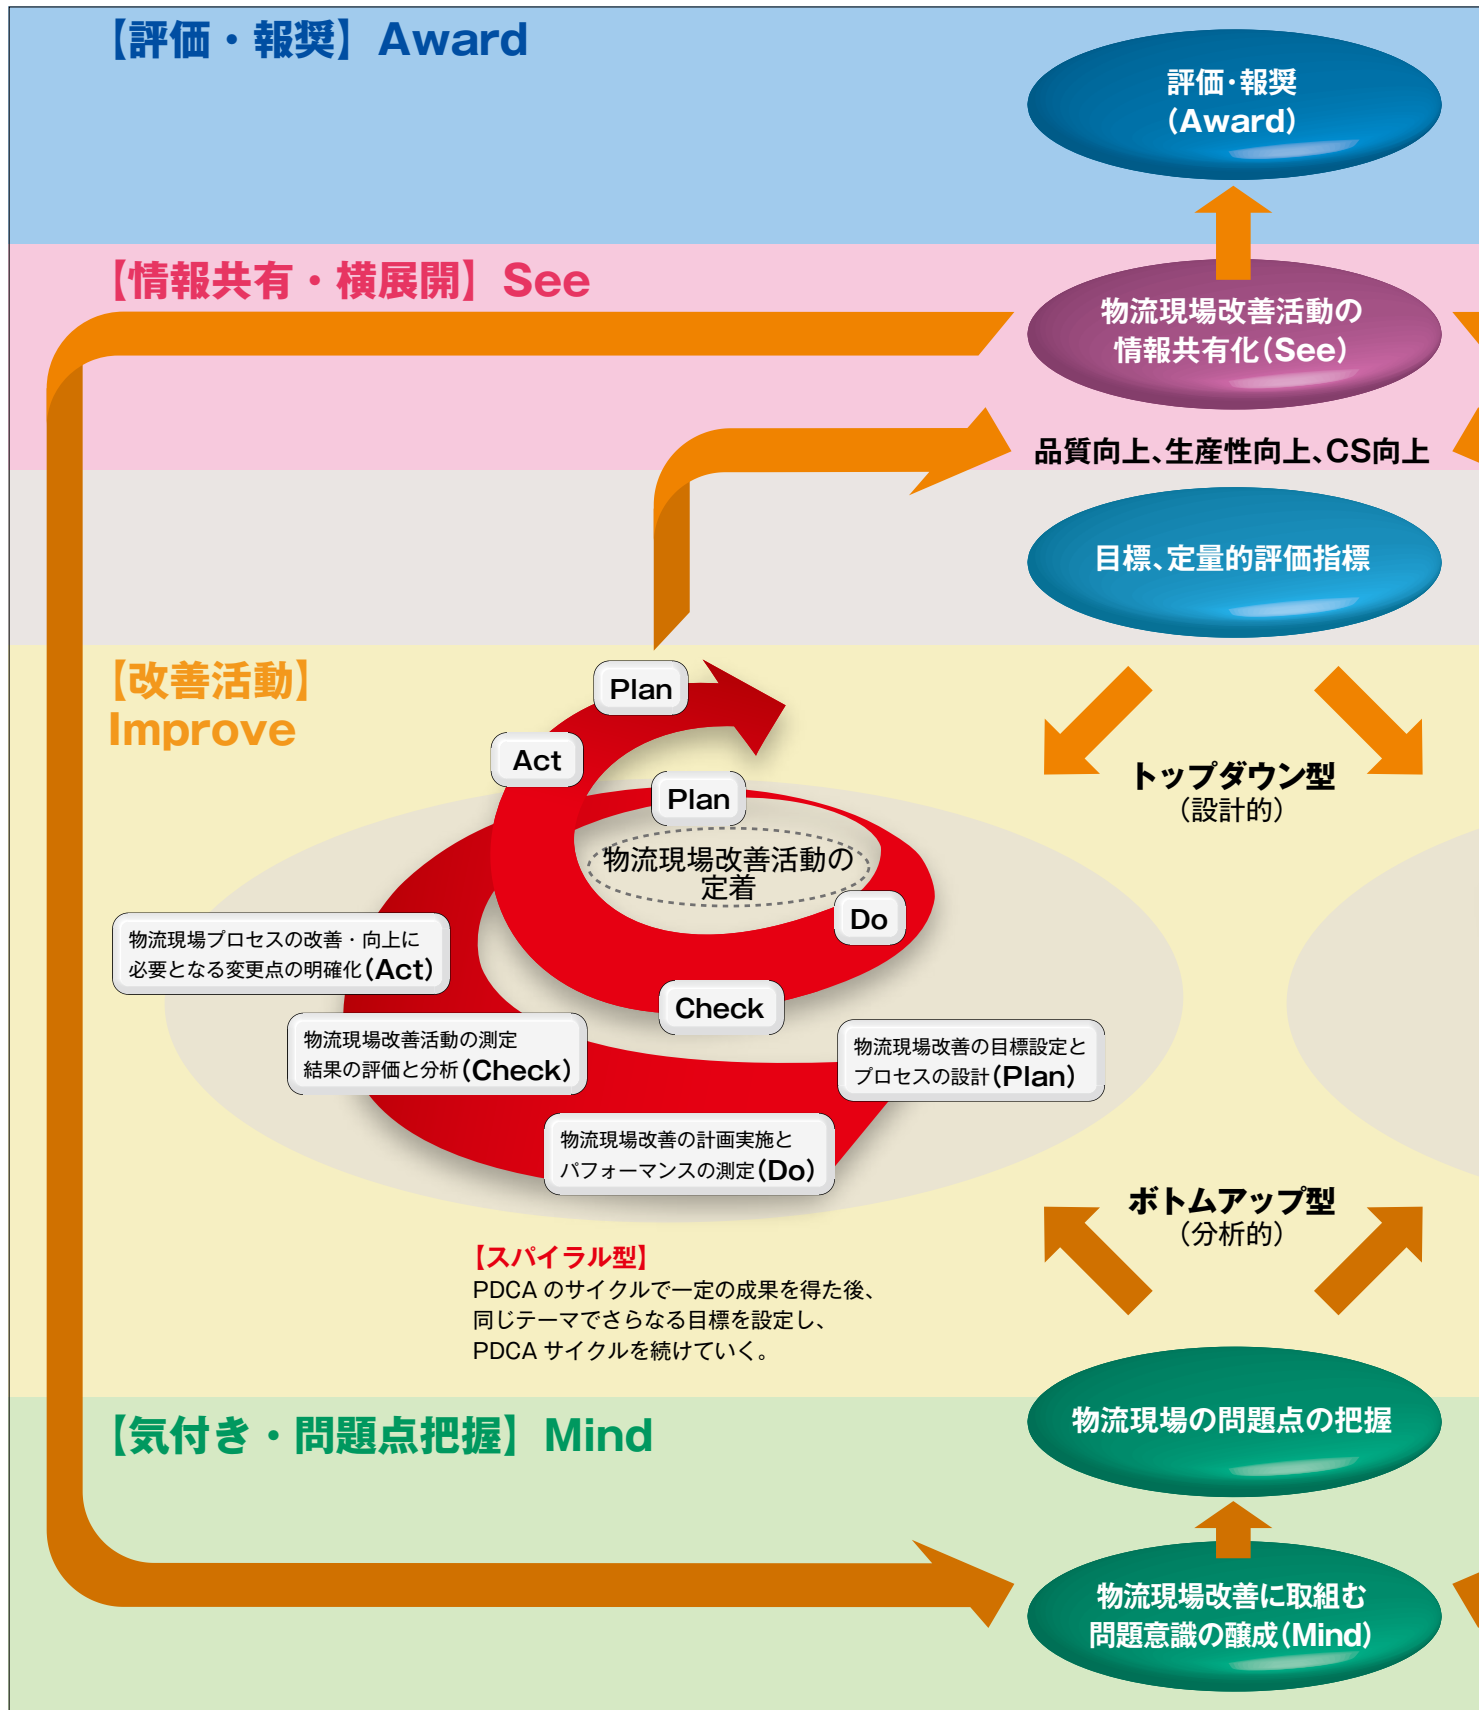 【評価・報奨】Award
評価・報奨
(Award)
【情報共有・横展開】See
物流現場改善活動の
情報共有化(See)
品質向上、生産性向上、CS向上
目標、定量的評価指標
【改善活動】
Improve
Plan
Act
Plan
物流現場改善活動の
定着
Do
Check
トップダウン型
(設計的)
物流現場プロセスの改善・向上に
必要となる変更点の明確化(Act)
物流現場改善活動の測定
結果の評価と分析(Check)
物流現場改善の目標設定と
プロセスの設計(Plan)
物流現場改善の計画実施と
パフォーマンスの測定(Do)
ボトムアップ型
(分析的)
【スパイラル型】
PDCA のサイクルで一定の成果を得た後、
同じテーマでさらなる目標を設定し、
PDCA サイクルを続けていく。
【気付き・問題点把握】Mind
物流現場の問題点の把握
物流現場改善に取組む
問題意識の醸成(Mind)